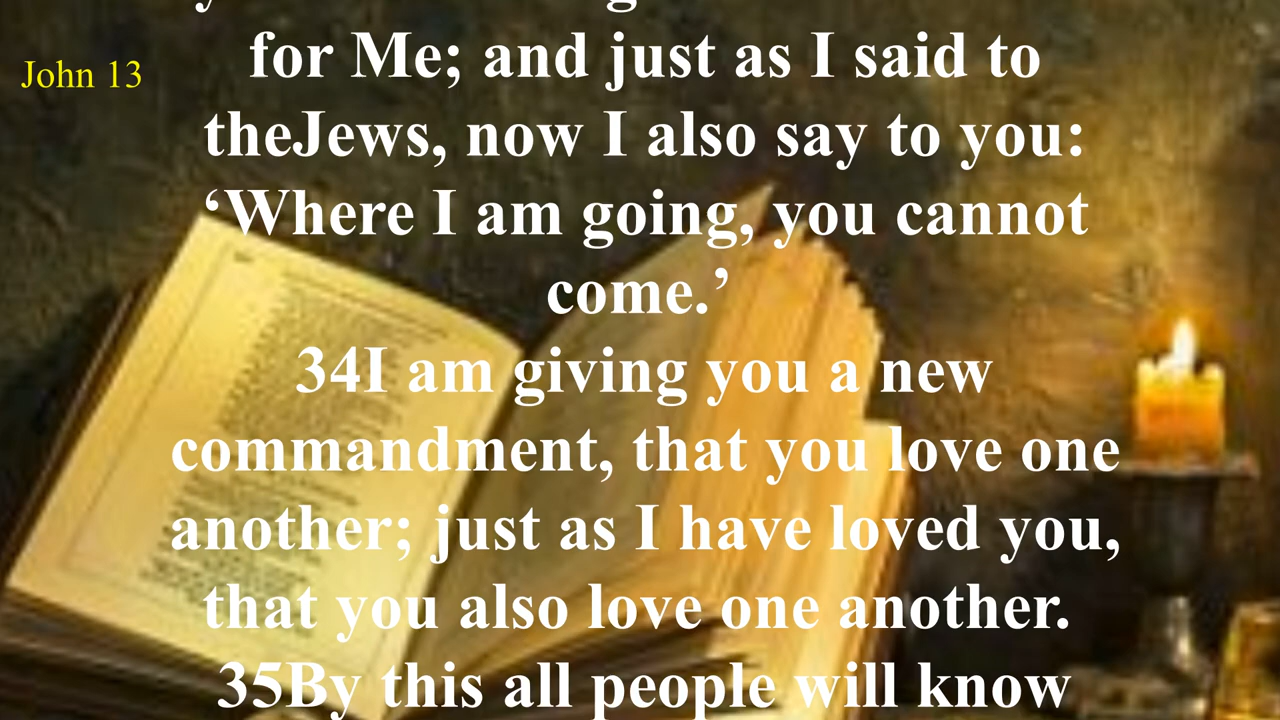 John 13
for Me; and just as I said to
theJews, now I also say to you:
‘Where I am going, you cannot
come.’
34I am giving you a new
commandment, that you love one
another; just as I have loved you,
that you also love one another.
35By this all people will know